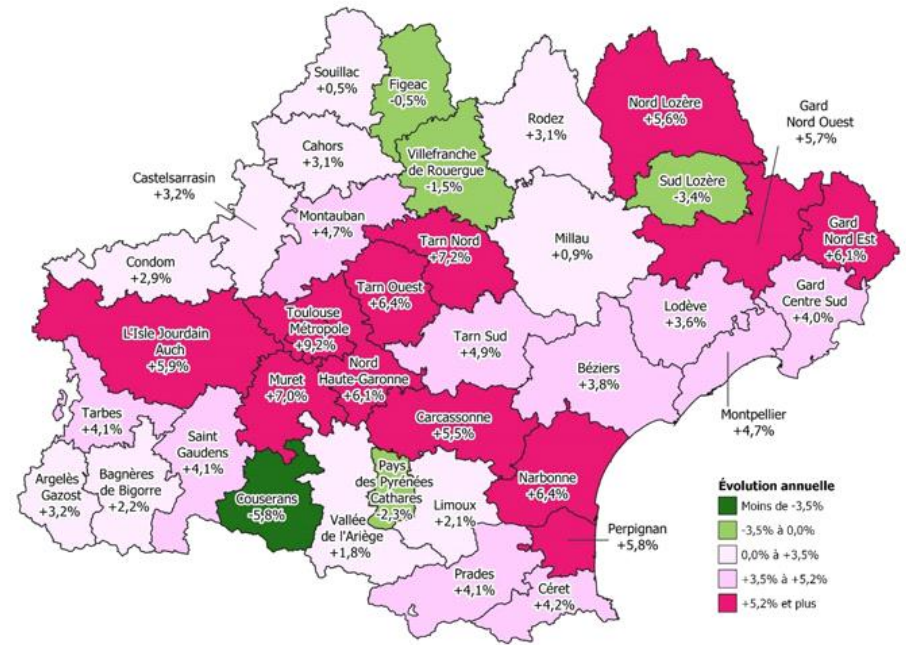 Souillac
+0,5%
Figeac
-0,5%
Nord Lozère
+5,6%
Gard
Nord Ouest
+5,7%
Rodez
+3,1%
Cahors
+3,1%
Villefranche
de Rouergue
-1,5%
Castelsarrasin
+3,2%
Sud Lozère
-3,4%
Montauban
+4,7%
Tarn Nord
+7,2%
Millau
+0,9%
Gard
Nord Est
+6,1%
Condom
+2,9%
Tarn Ouest
+6,4%
Gard
Centre Sud
+4,0%
Lodève
+3,6%
L'Isle Jourdain
Auch
+5,9%
Toulouse
Métropole
+9,2%
Tarn Sud
+4,9%
Muret
+7,0%
Nord
Haute-Garonne
+6,1%
Béziers
+3,8%
Montpellier
+4,7%
Tarbes
+4,1%
Saint
Gaudens
+4,1%
Carcassonne
+5,5%
Argelès
Gazost
+3,2%
Bagnères
de Bigorre
+2,2%
Couserans
-5,8%
Pays
des Pyrénées
Cathares
-2,3%
Limoux
+2,1%
Narbonne
+6,4%
Vallée
de l'Ariège
+1,8%
Perpignan
+5,8%
Prades
+4,1%
Céret
+4,2%
Évolution annuelle
Moins de -3,5%
-3,5% à 0,0%
0,0% à +3,5%
+3,5% à +5,2%
+5,2% et plus